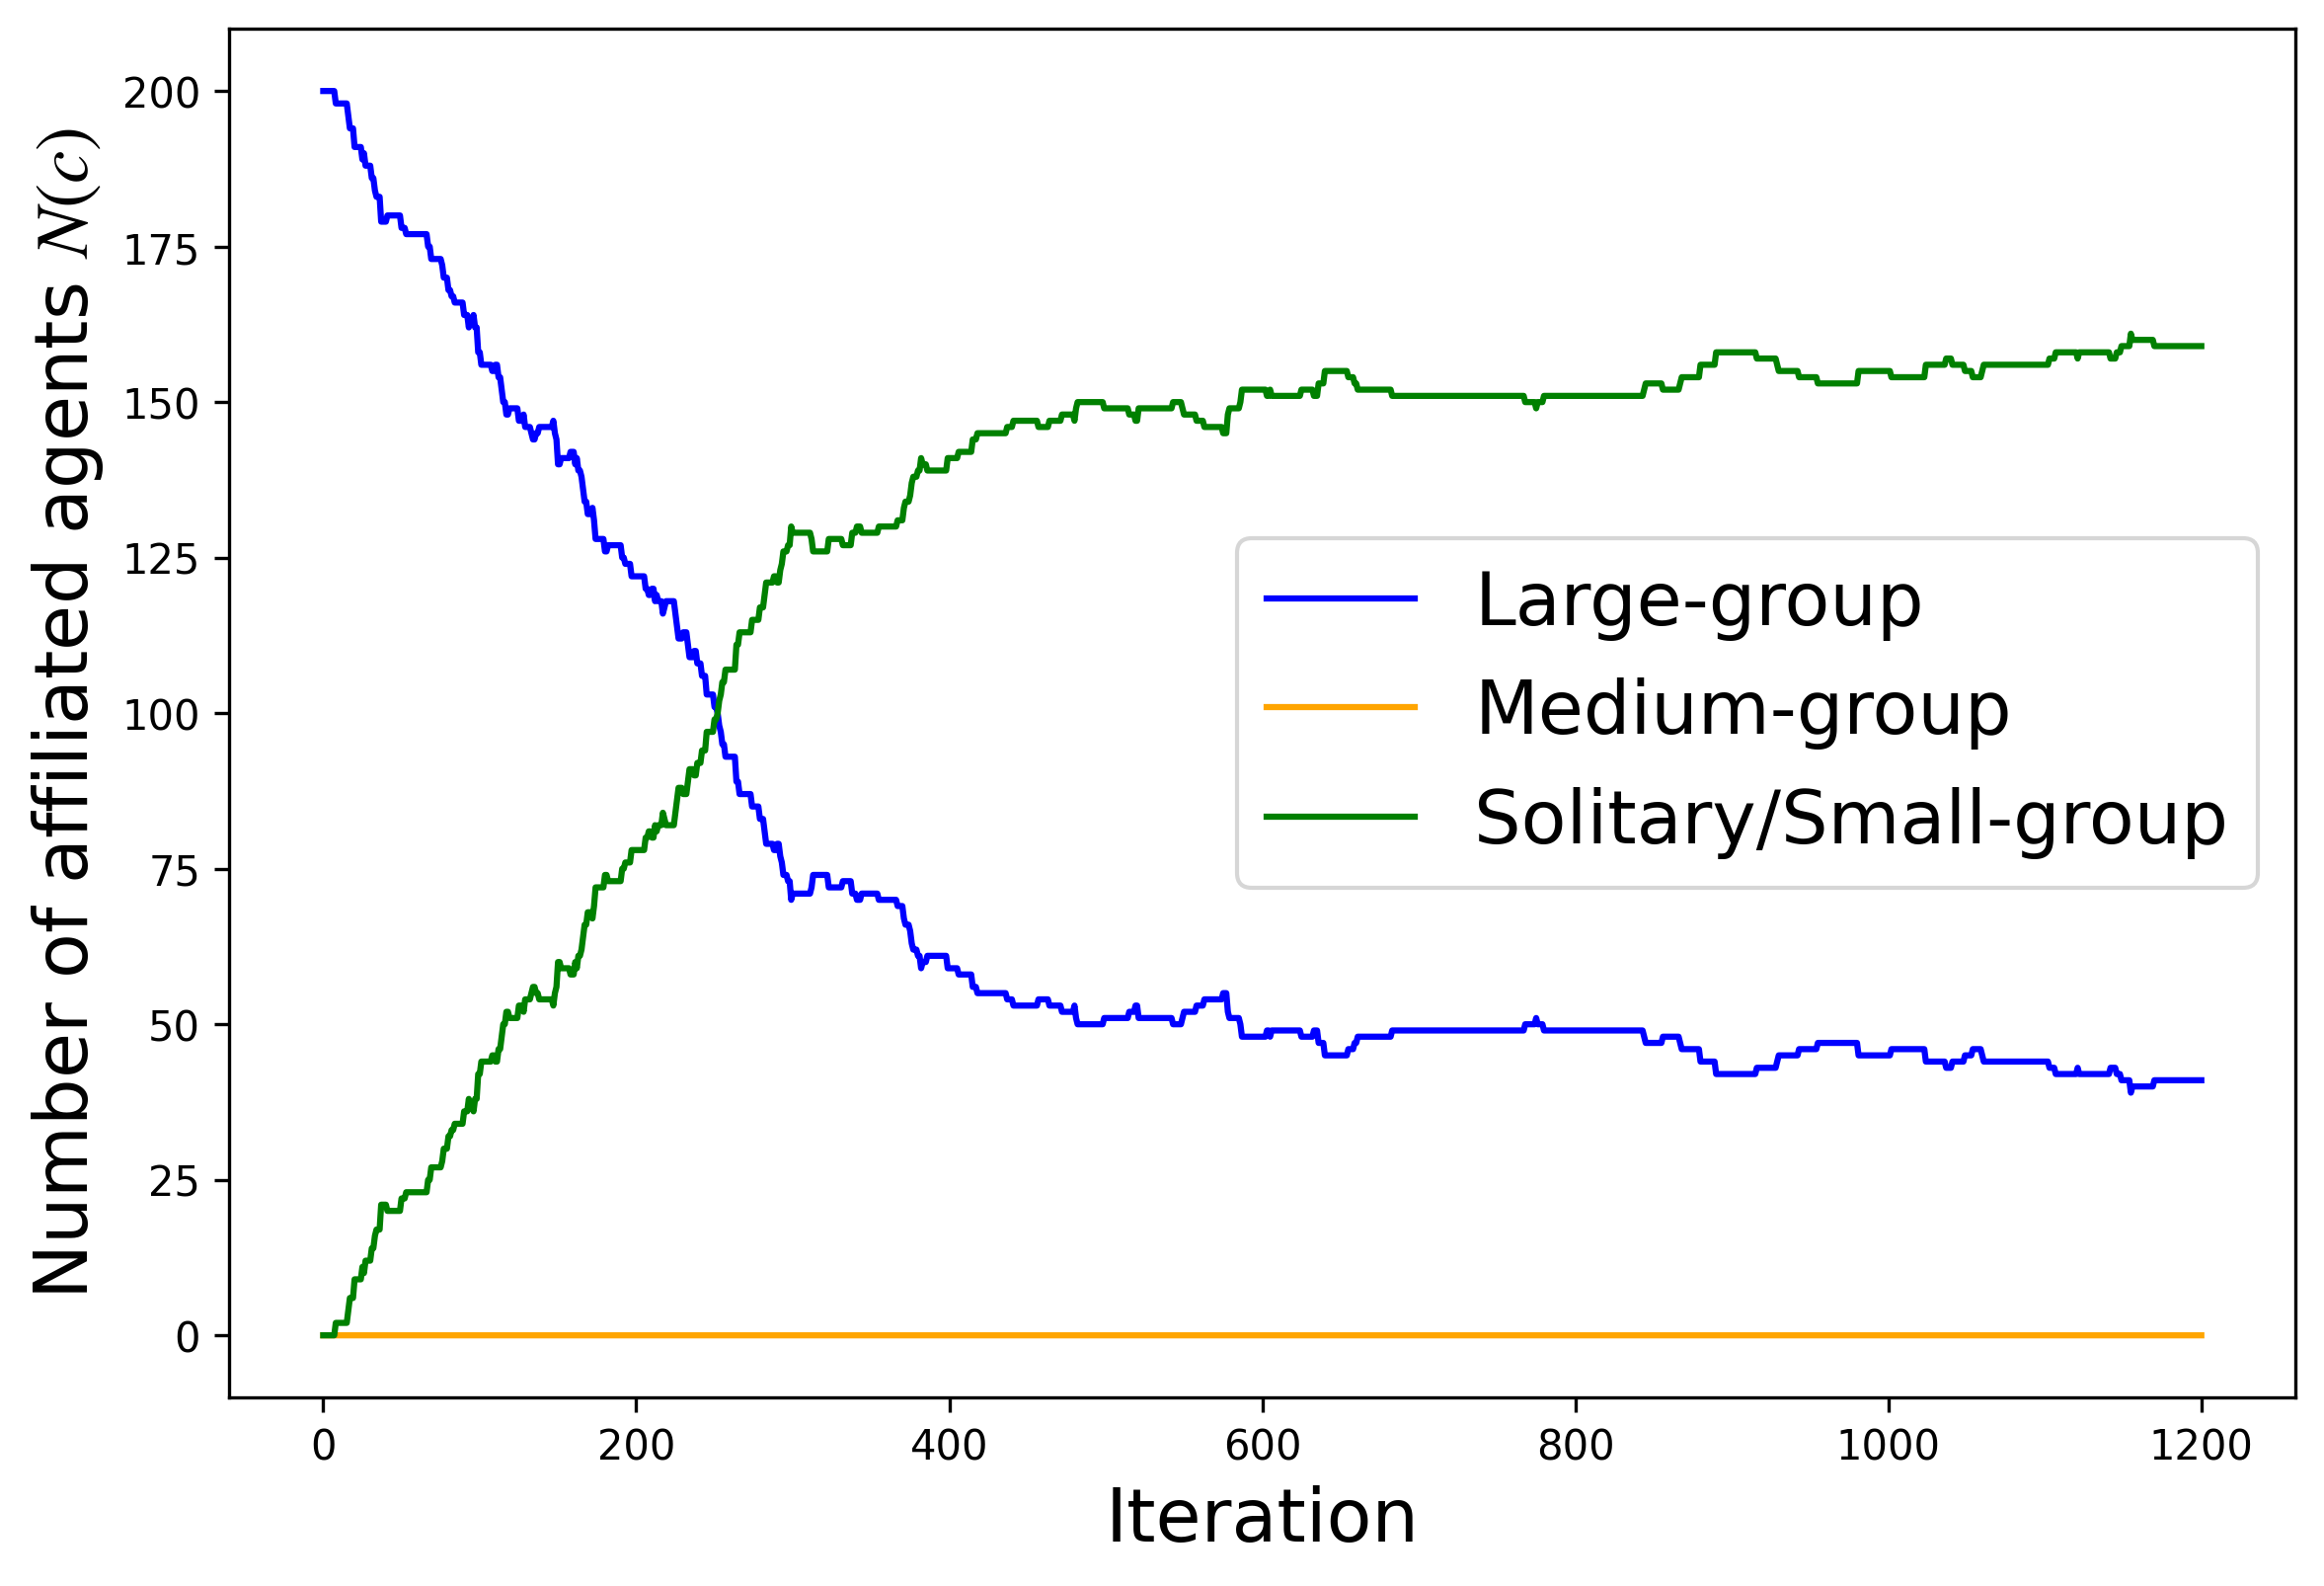 Number of affiliated agents N(c)
200
175
150
125
100
75
50
25
0
Large-group
Medium-group
Solitary/Small-group
0 200 400 600 800 1000 1200
Iteration